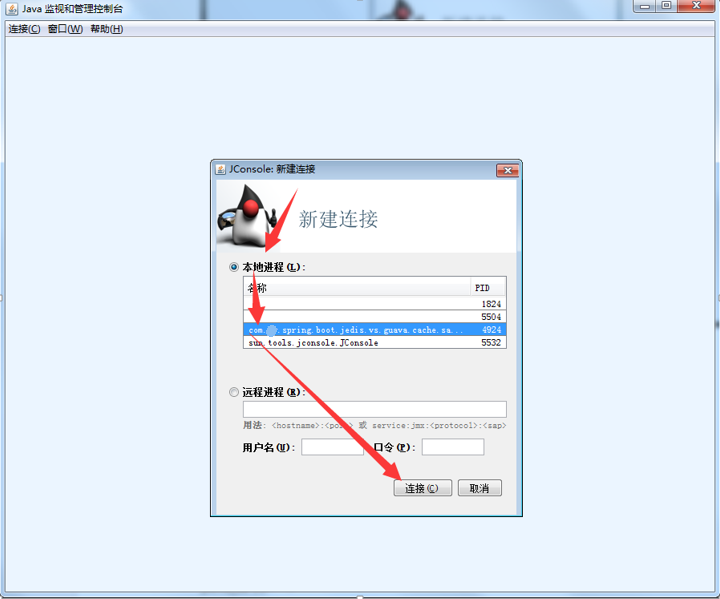 Java 监视和管理控制台
连接(C) 窗口(W) 帮助(H)
JConsole: 新建连接
新建连接
本地进程(L):
名称 PID
1824
5504
spring.boot.jedis.vs.guava.cache.sa... 4924
sun.tools.jconsole.JConsole 5532
远程进程(R):
用法: <hostname>:<port> 或 service:jmx:<protocol>:<sap>
用户名(U): 口令(P):
连接(C) 取消